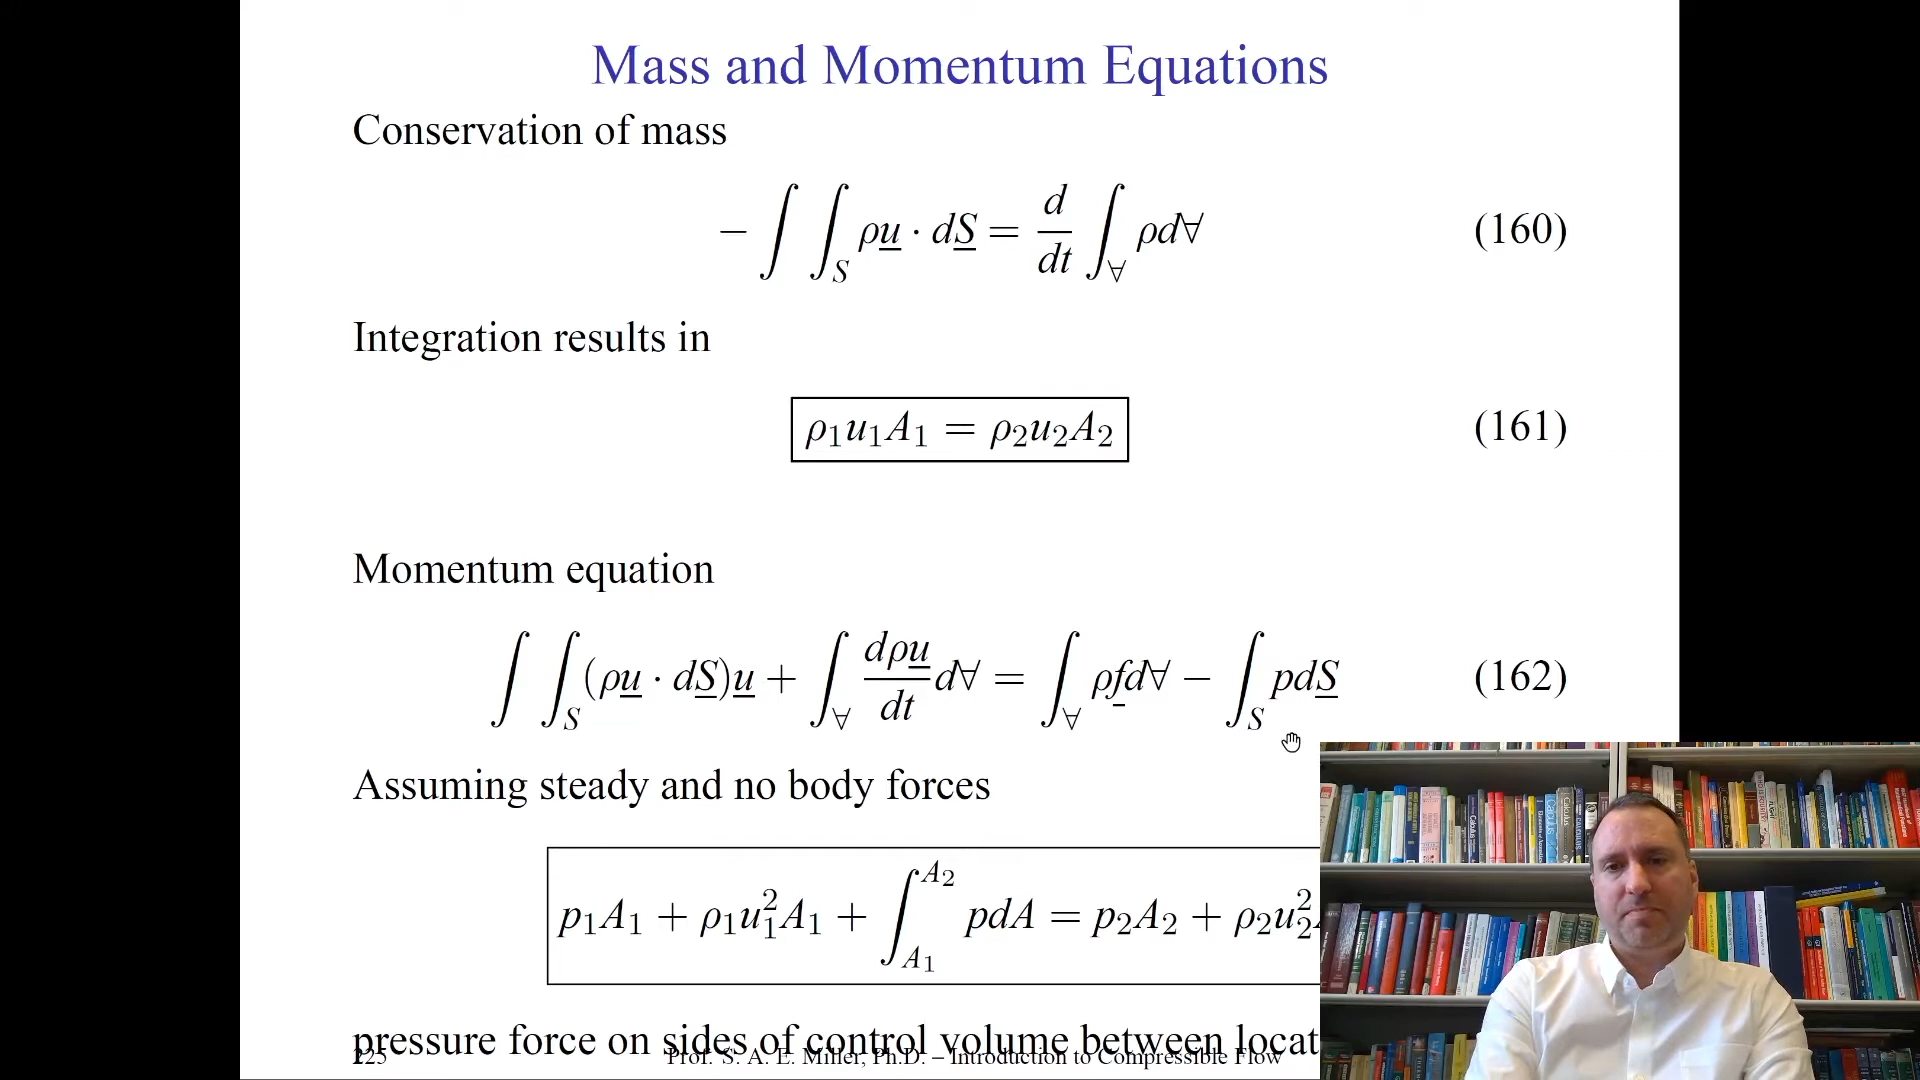 Mass and Momentum Equations
Conservation of mass
− ∫ ∫_S ρu̲ · dS̲ = d/dt ∫_∀ ρd∀ (160)
Integration results in
ρ₁u₁A₁ = ρ₂u₂A₂ (161)
Momentum equation
∫ ∫_S (ρu̲ · dS̲)u̲ + ∫_∀ dρu̲/dt d∀ = ∫_∀ ρf̲d∀ − ∫_S pdS̲ (162)
Assuming steady and no body forces
p₁A₁ + ρ₁u₁²A₁ + ∫_{A₁}^{A₂} pdA = p₂A₂ + ρ₂u₂²
pressure force on sides of control volume between locat
225 Prof. S. A. E. Miller, Ph.D. – Introduction to Compressible Flow